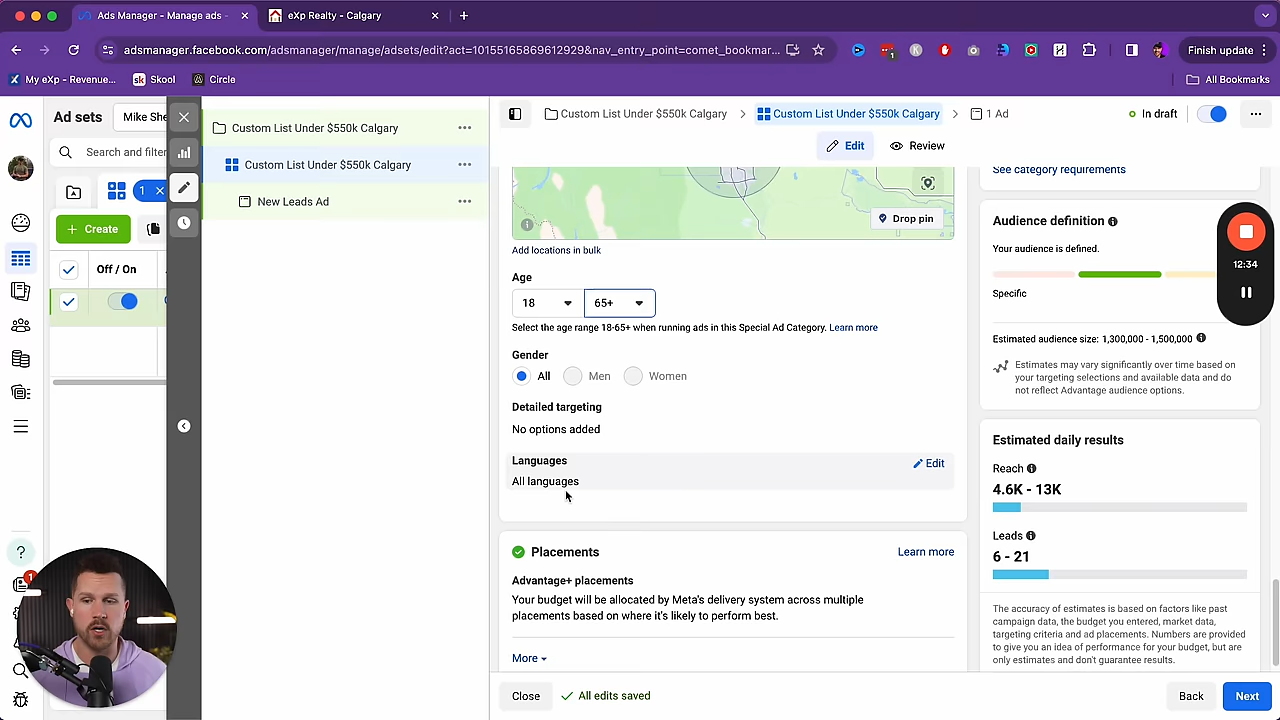 Ads Manager - Manage ads -
eXp Realty - Calgary
adsmanager.facebook.com/adsmanager/manage/adsets/edit?act=10155165869612929&nav_entry_point=comet_bookmar...
1
Finish update
My eXp - Revenue...
Skool
Circle
All Bookmarks
Ad sets
Mike She
Custom List Under $550k Calgary
Custom List Under $550k Calgary
1 Ad
In draft
Custom List Under $550k Calgary
Edit
Review
Search and filter
Custom List Under $550k Calgary
See category requirements
1
New Leads Ad
Drop pin
Create
Add locations in bulk
Audience definition
Your audience is defined.
Off / On
Age
18
65+
Specific
12:34
Select the age range 18-65+ when running ads in this Special Ad Category. Learn more
Estimated audience size: 1,300,000 - 1,500,000
Gender
All
Men
Women
Estimates may vary significantly over time based on
your targeting selections and available data and do
not reflect Advantage audience options.
Detailed targeting
No options added
Estimated daily results
Languages
Edit
All languages
Reach
4.6K - 13K
Leads
6 - 21
Placements
Learn more
Advantage+ placements
Your budget will be allocated by Meta's delivery system across multiple
placements based on where it's likely to perform best.
The accuracy of estimates is based on factors like past
campaign data, the budget you entered, market data,
targeting criteria and ad placements. Numbers are provided
to give you an idea of performance for your budget, but are
only estimates and don't guarantee results.
More
1
Close
All edits saved
Back
Next